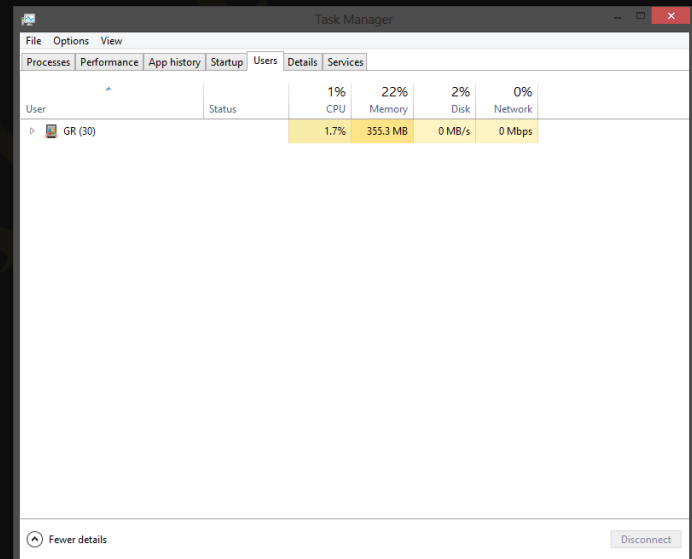 Task Manager
File Options View
Processes Performance App history Startup Users Details Services
1% 22% 2% 0%
User Status CPU Memory Disk Network
GR (30) 1.7% 355.3 MB 0 MB/s 0 Mbps
Fewer details Disconnect